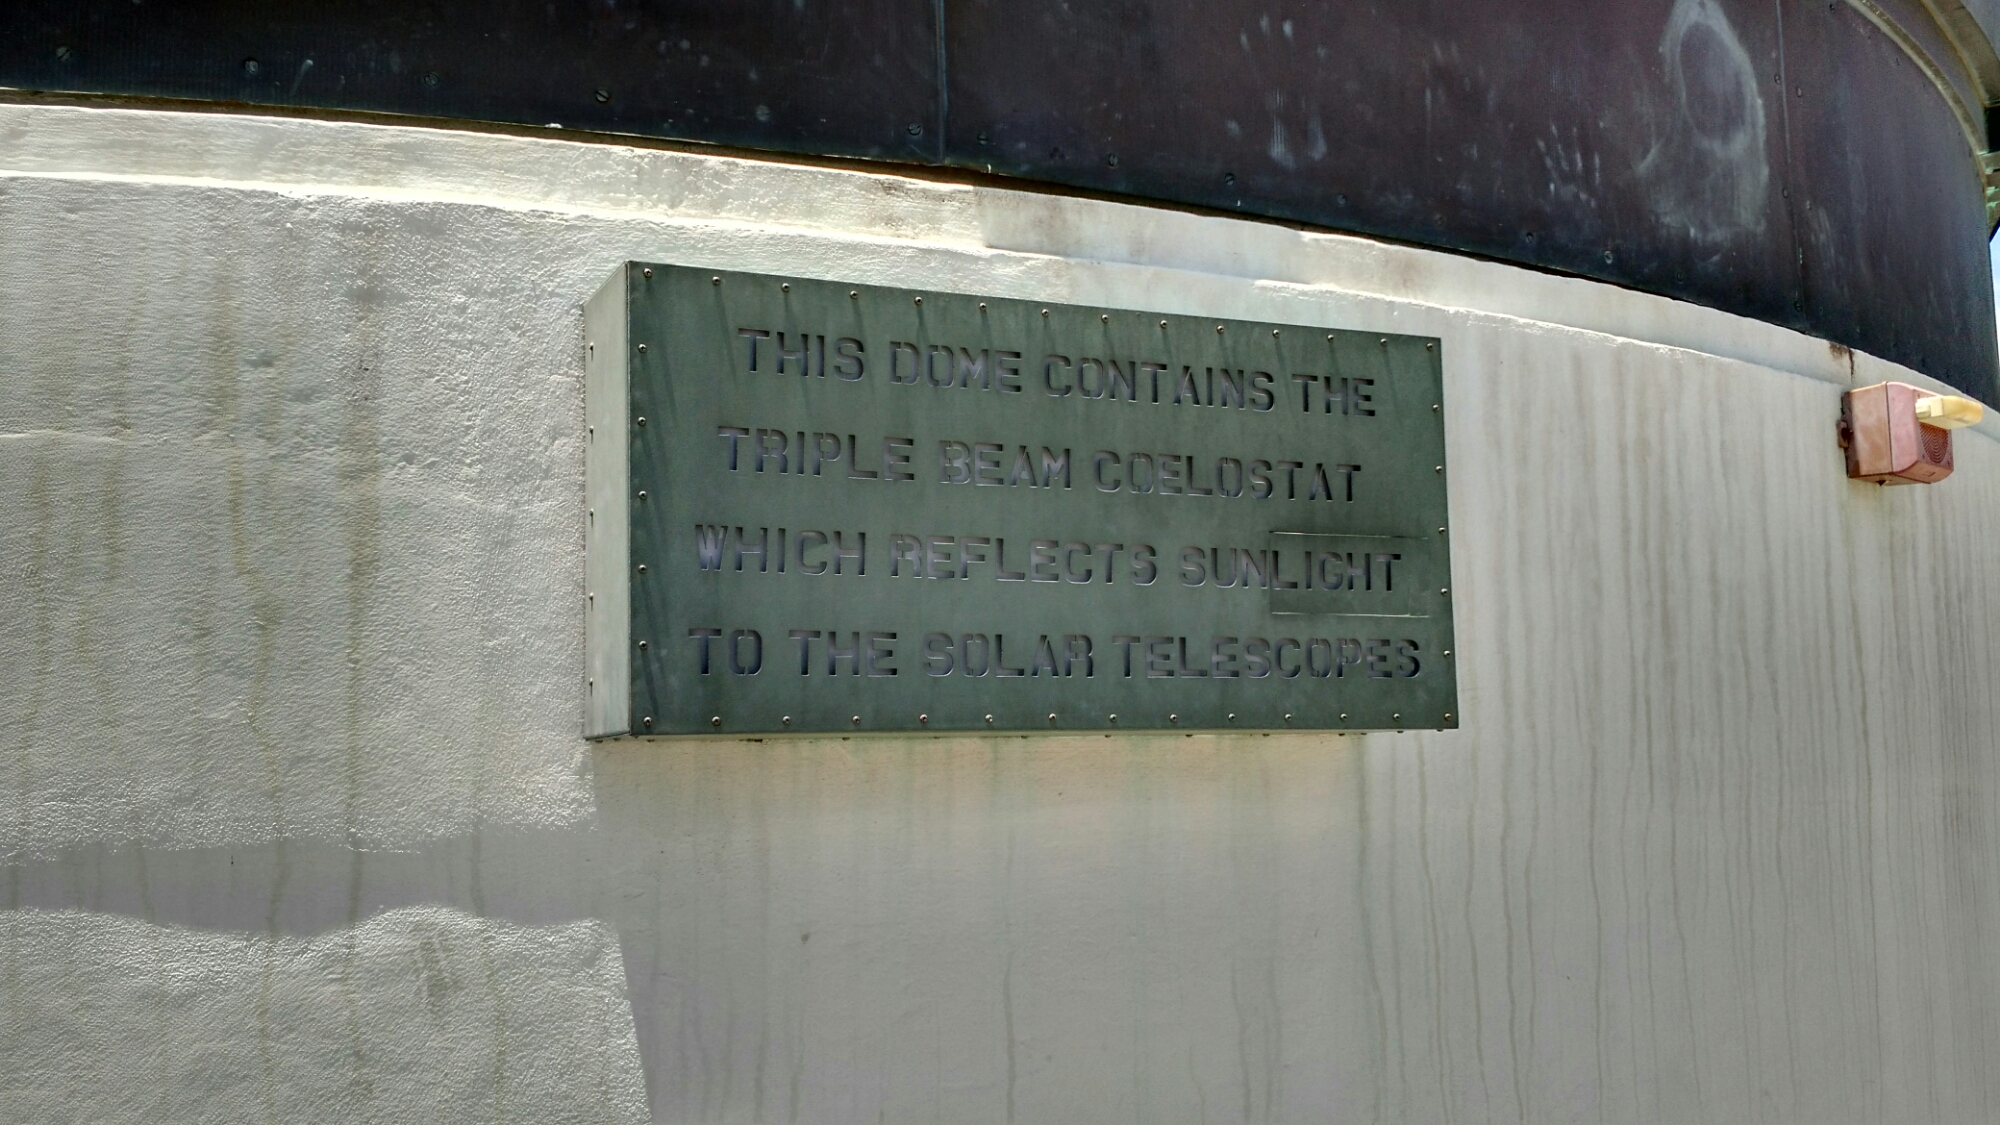 THIS DOME CONTAINS THE
TRIPLE BEAM COELOSTAT
WHICH REFLECTS SUNLIGHT
TO THE SOLAR TELESCOPES